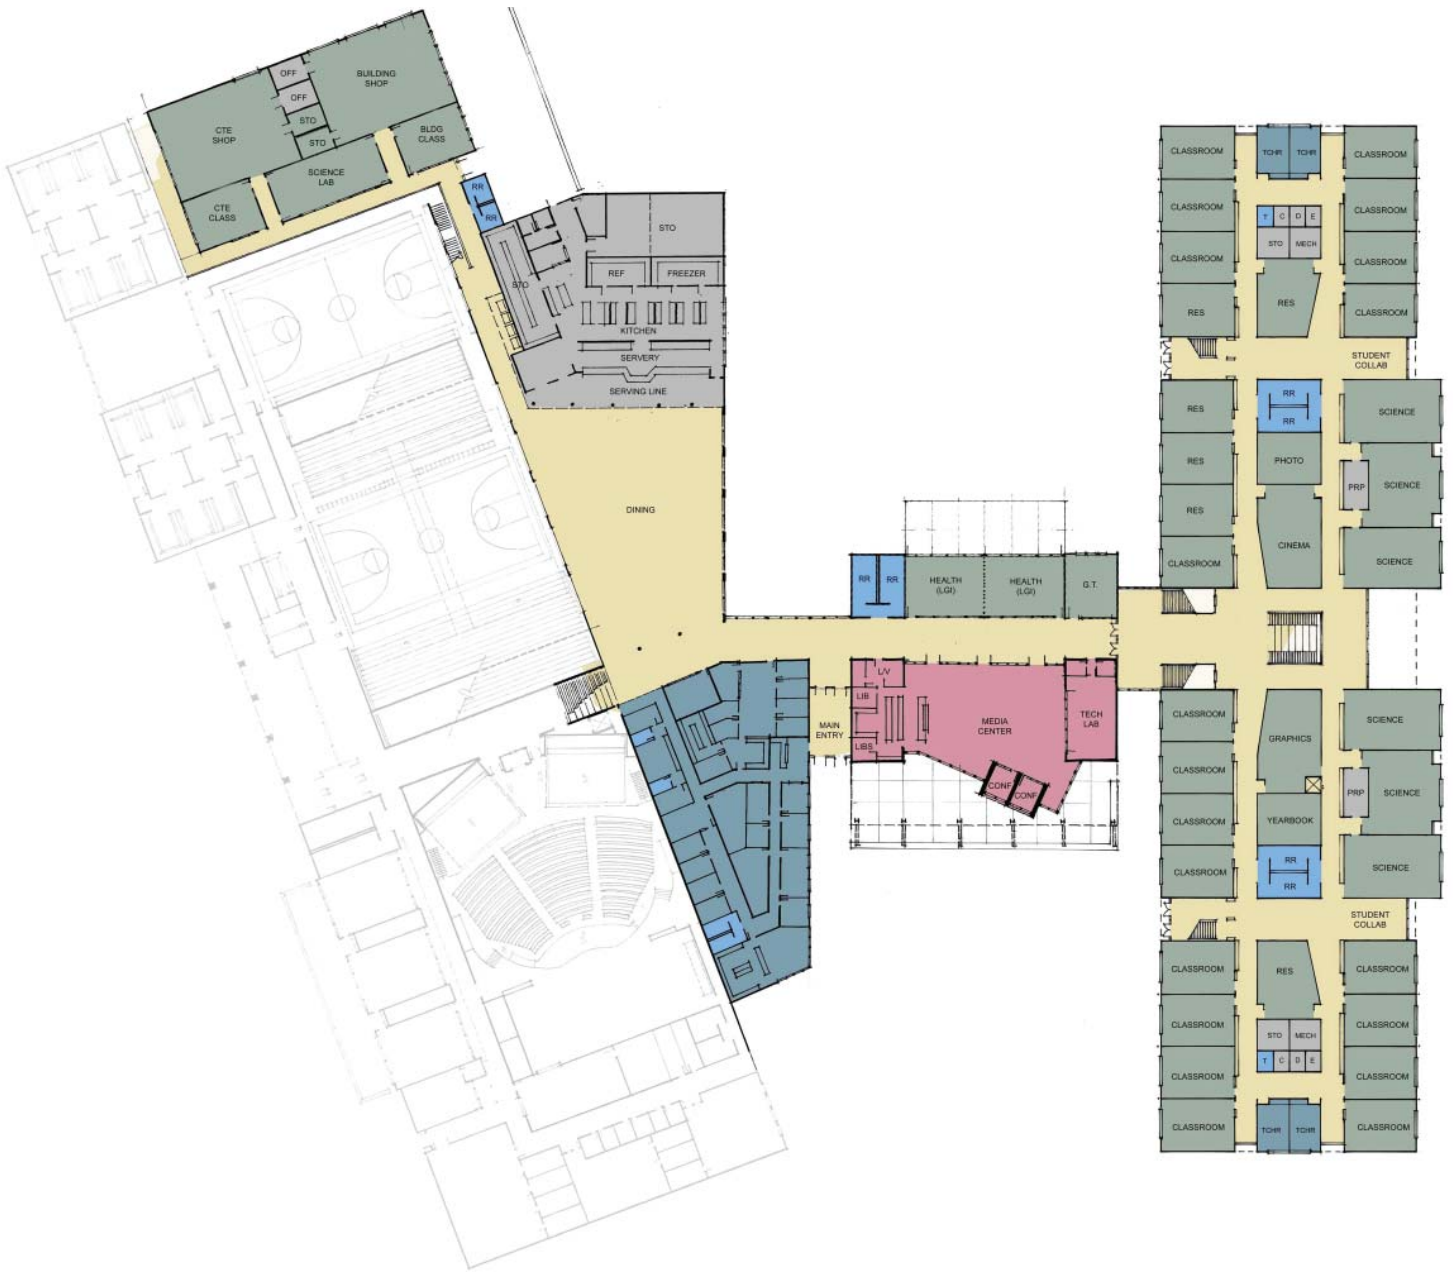 OFF
BUILDING
SHOP
OFF
STO
CTE
SHOP
BLDG
CLASS
STO
SCIENCE
LAB
CTE
CLASS
RR
RR
STO
STO
REF
FREEZER
KITCHEN
SERVERY
SERVING LINE
DINING
RR
RR
HEALTH
(LGI)
HEALTH
(LGI)
G.T.
MAIN
ENTRY
L/V
LIB
LIBS
MEDIA
CENTER
TECH
LAB
CONF
CONF
CLASSROOM
TCHR
TCHR
CLASSROOM
CLASSROOM
T
C
D
E
CLASSROOM
STO
MECH
CLASSROOM
CLASSROOM
RES
RES
CLASSROOM
STUDENT
COLLAB
RES
RR
RR
SCIENCE
RES
PHOTO
PRP
SCIENCE
RES
CINEMA
CLASSROOM
SCIENCE
CLASSROOM
GRAPHICS
SCIENCE
CLASSROOM
PRP
SCIENCE
CLASSROOM
YEARBOOK
CLASSROOM
RR
RR
SCIENCE
STUDENT
COLLAB
CLASSROOM
RES
CLASSROOM
CLASSROOM
STO
MECH
CLASSROOM
T
C
D
E
CLASSROOM
CLASSROOM
CLASSROOM
TCHR
TCHR
CLASSROOM